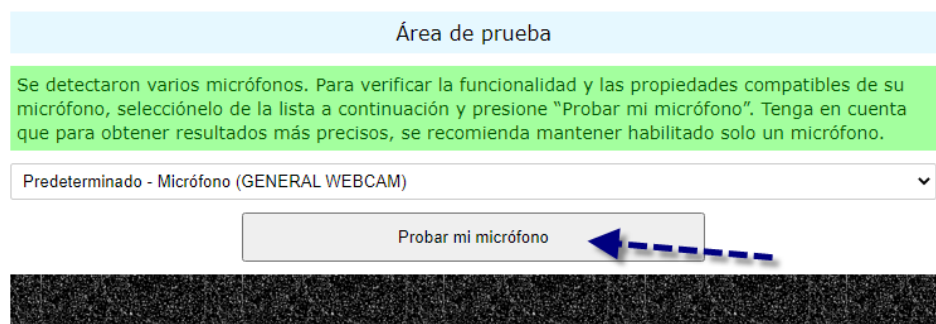 Área de prueba
Se detectaron varios micrófonos. Para verificar la funcionalidad y las propiedades compatibles de su
micrófono, selecciónelo de la lista a continuación y presione “Probar mi micrófono”. Tenga en cuenta
que para obtener resultados más precisos, se recomienda mantener habilitado solo un micrófono.
Predeterminado - Micrófono (GENERAL WEBCAM)
Probar mi micrófono